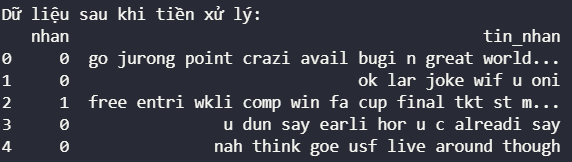 Dữ liệu sau khi tiền xử lý:
nhan tin_nhan
0 0 go jurong point crazi avail bugi n great world...
1 0 ok lar joke wif u oni
2 1 free entri wkli comp win fa cup final tkt st m...
3 0 u dun say earli hor u c alreadi say
4 0 nah think goe usf live around though